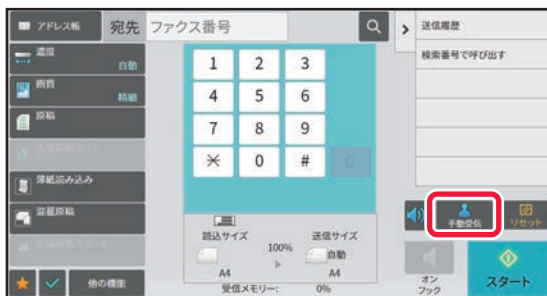 アドレス帳
宛先
ファクス番号
送信履歴
検索番号で呼び出す
濃度
自動
画質
精細
原稿
薄紙読み込み
混載原稿
他の機能
1 2 3
4 5 6
7 8 9
✳ 0 # C
読込サイズ
100%
送信サイズ
自動
A4
A4
受信メモリー: 0%
手動受信
リセット
オン
フック
スタート